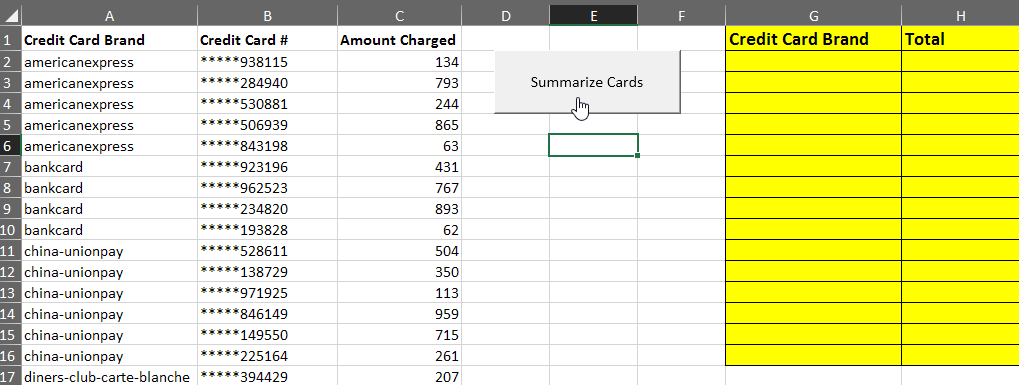 A B C D E F G H
1 Credit Card Brand Credit Card # Amount Charged Credit Card Brand Total
2 americanexpress *****938115 134
3 americanexpress *****284940 793
Summarize Cards
4 americanexpress *****530881 244
5 americanexpress *****506939 865
6 americanexpress *****843198 63
7 bankcard *****923196 431
8 bankcard *****962523 767
9 bankcard *****234820 893
10 bankcard *****193828 62
11 china-unionpay *****528611 504
12 china-unionpay *****138729 350
13 china-unionpay *****971925 113
14 china-unionpay *****846149 959
15 china-unionpay *****149550 715
16 china-unionpay *****225164 261
17 diners-club-carte-blanche *****394429 207